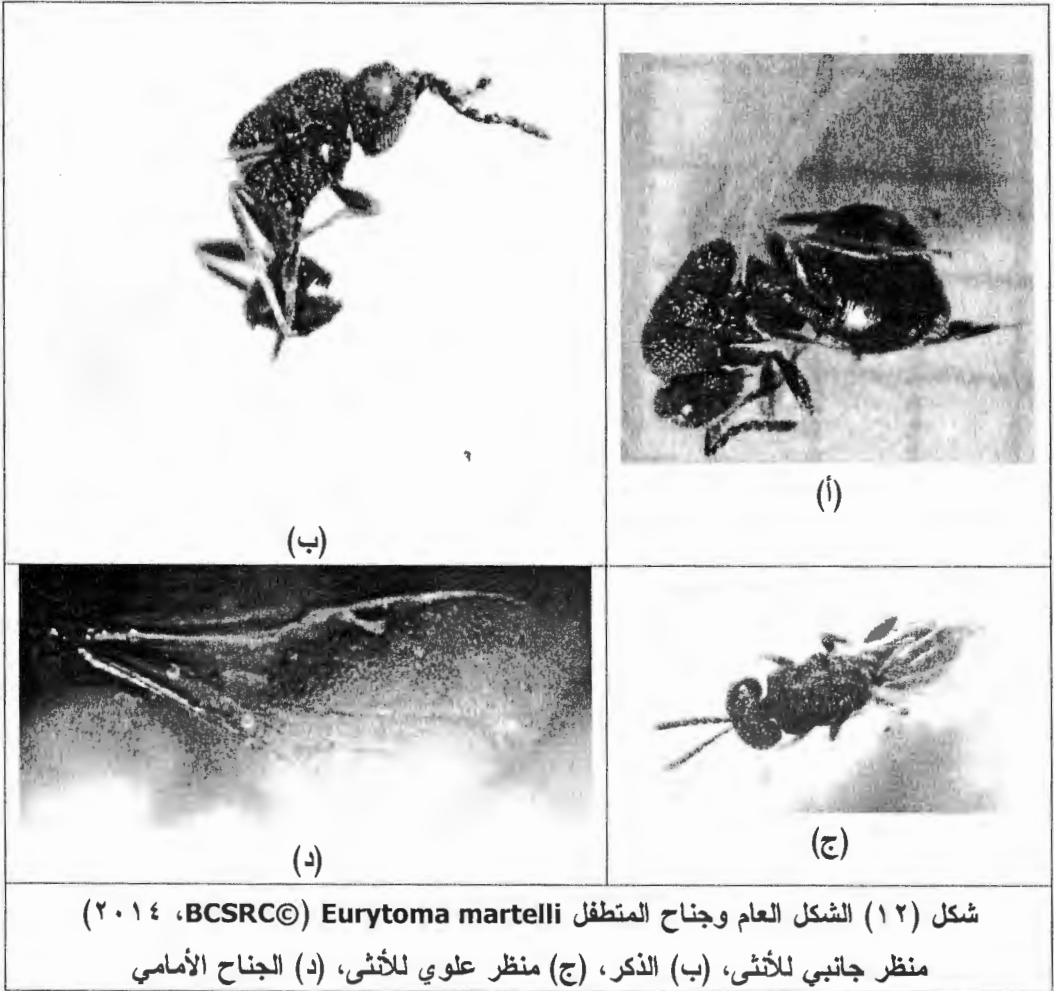 (أ)
(ب)
(ج)
(د)
شكل (١٢) الشكل العام وجناح المتطفل Eurytoma martelli (BCSRC©، ٢٠١٤)
منظر جانبي للأنثى، (ب) الذكر، (ج) منظر علوي للأنثى، (د) الجناح الأمامي